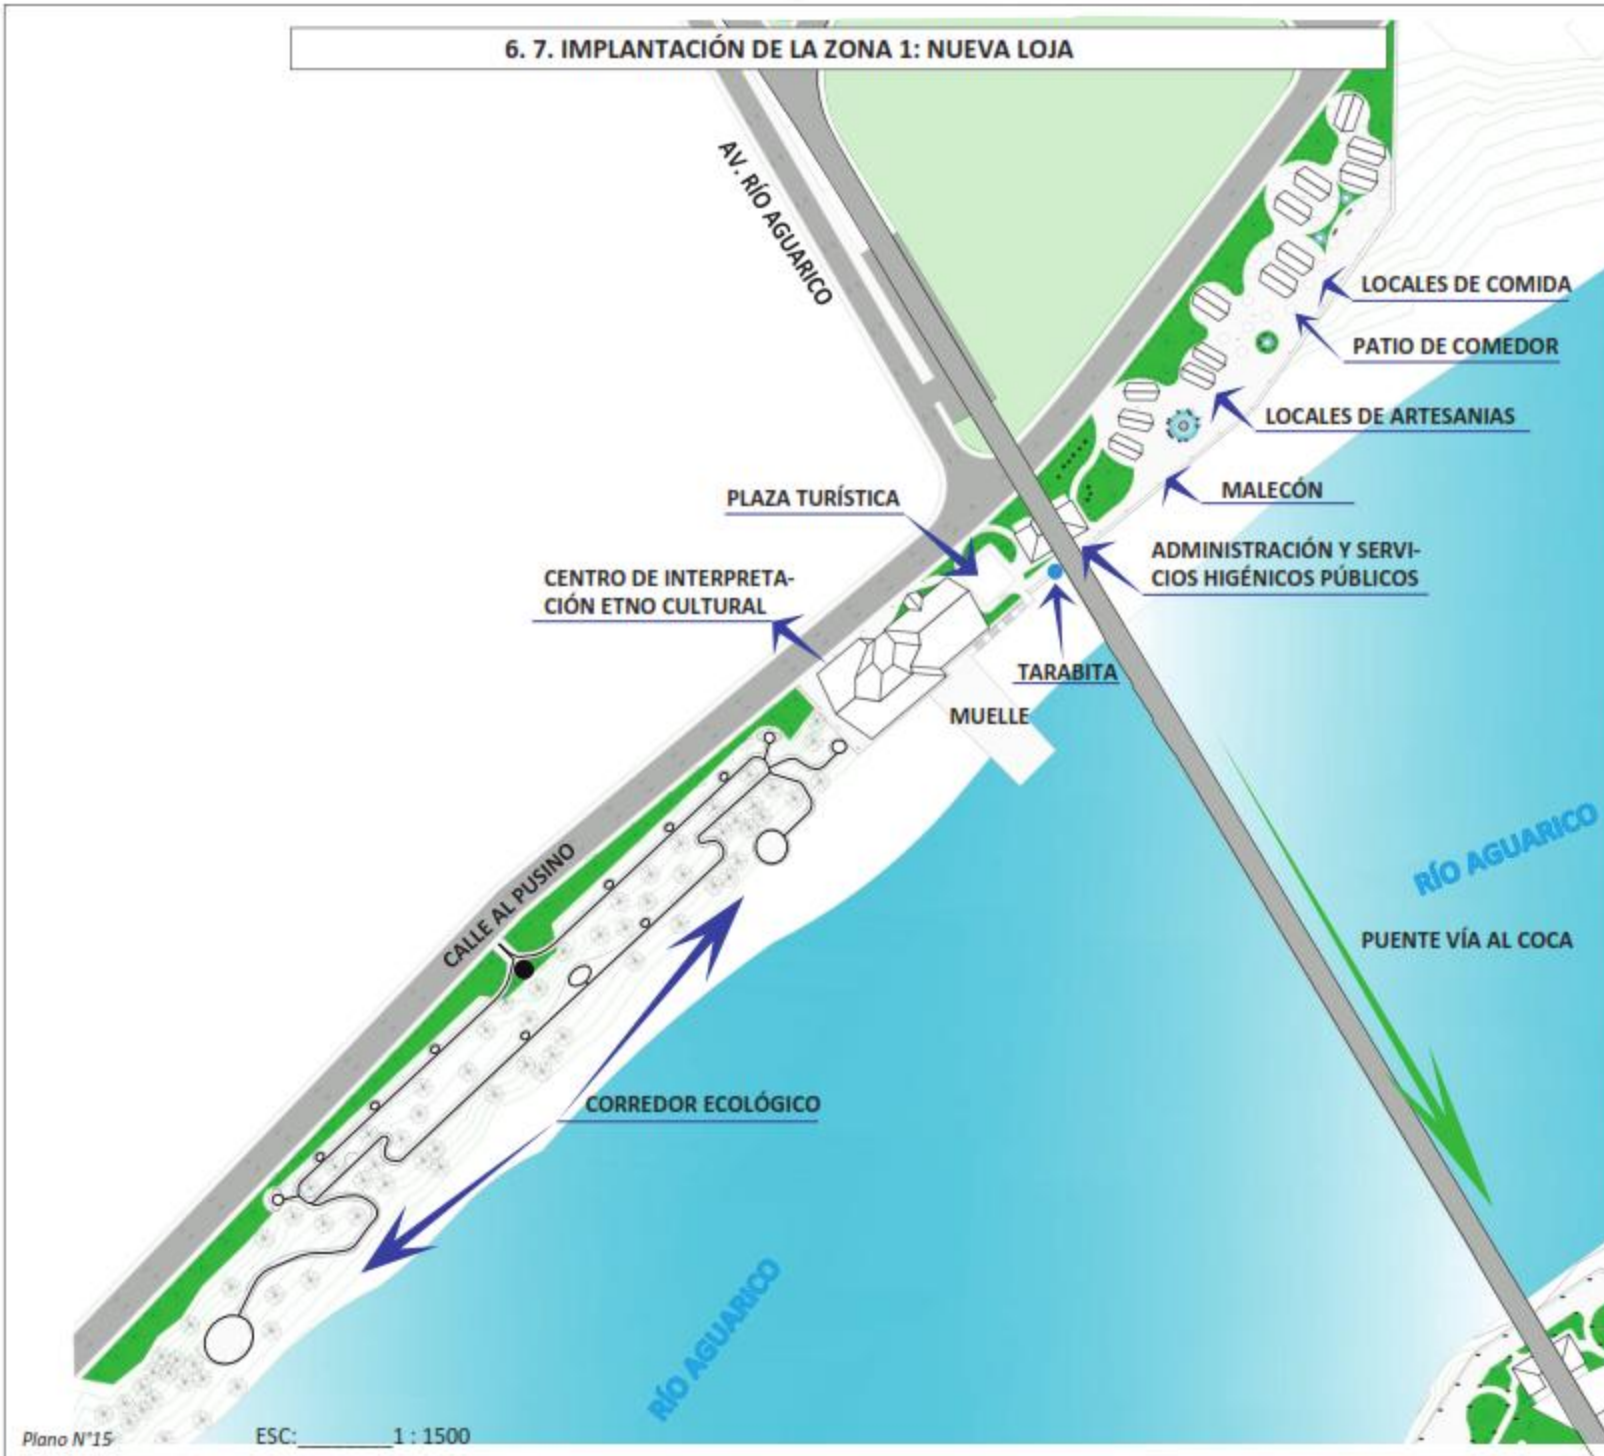 6. 7. IMPLANTACIÓN DE LA ZONA 1: NUEVA LOJA
AV. RÍO AGUARICO
LOCALES DE COMIDA
PATIO DE COMEDOR
LOCALES DE ARTESANIAS
MALECÓN
PLAZA TURÍSTICA
ADMINISTRACIÓN Y SERVI-
CIOS HIGÉNICOS PÚBLICOS
CENTRO DE INTERPRETA-
CIÓN ETNO CULTURAL
TARABITA
MUELLE
RÍO AGUARICO
CALLE AL PUSINO
PUENTE VÍA AL COCA
CORREDOR ECOLÓGICO
RÍO AGUARICO
Plano N°15
ESC:________1 : 1500